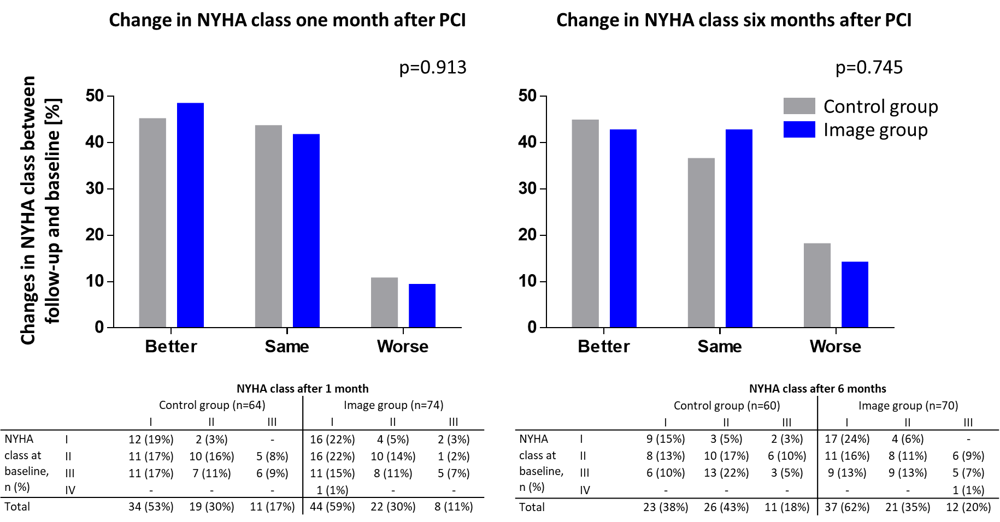 Change in NYHA class one month after PCI
p=0.913
Changes in NYHA class between
follow-up and baseline [%]
50
40
30
20
10
0
Better Same Worse
Change in NYHA class six months after PCI
p=0.745
Control group
Image group
50
40
30
20
10
0
Better Same Worse
NYHA class after 1 month
Control group (n=64) Image group (n=74)
I II III I II III
NYHA I 12 (19%) 2 (3%) - 16 (22%) 4 (5%) 2 (3%)
class at II 11 (17%) 10 (16%) 5 (8%) 16 (22%) 10 (14%) 1 (2%)
baseline, III 11 (17%) 7 (11%) 6 (9%) 11 (15%) 8 (11%) 5 (7%)
n (%) IV - - - 1 (1%) - -
Total 34 (53%) 19 (30%) 11 (17%) 44 (59%) 22 (30%) 8 (11%)
NYHA class after 6 months
Control group (n=60) Image group (n=70)
I II III I II III
NYHA I 9 (15%) 3 (5%) 2 (3%) 17 (24%) 4 (6%) -
class at II 8 (13%) 10 (17%) 6 (10%) 11 (16%) 8 (11%) 6 (9%)
baseline, III 6 (10%) 13 (22%) 3 (5%) 9 (13%) 9 (13%) 5 (7%)
n (%) IV - - - - - 1 (1%)
Total 23 (38%) 26 (43%) 11 (18%) 37 (62%) 21 (35%) 12 (20%)